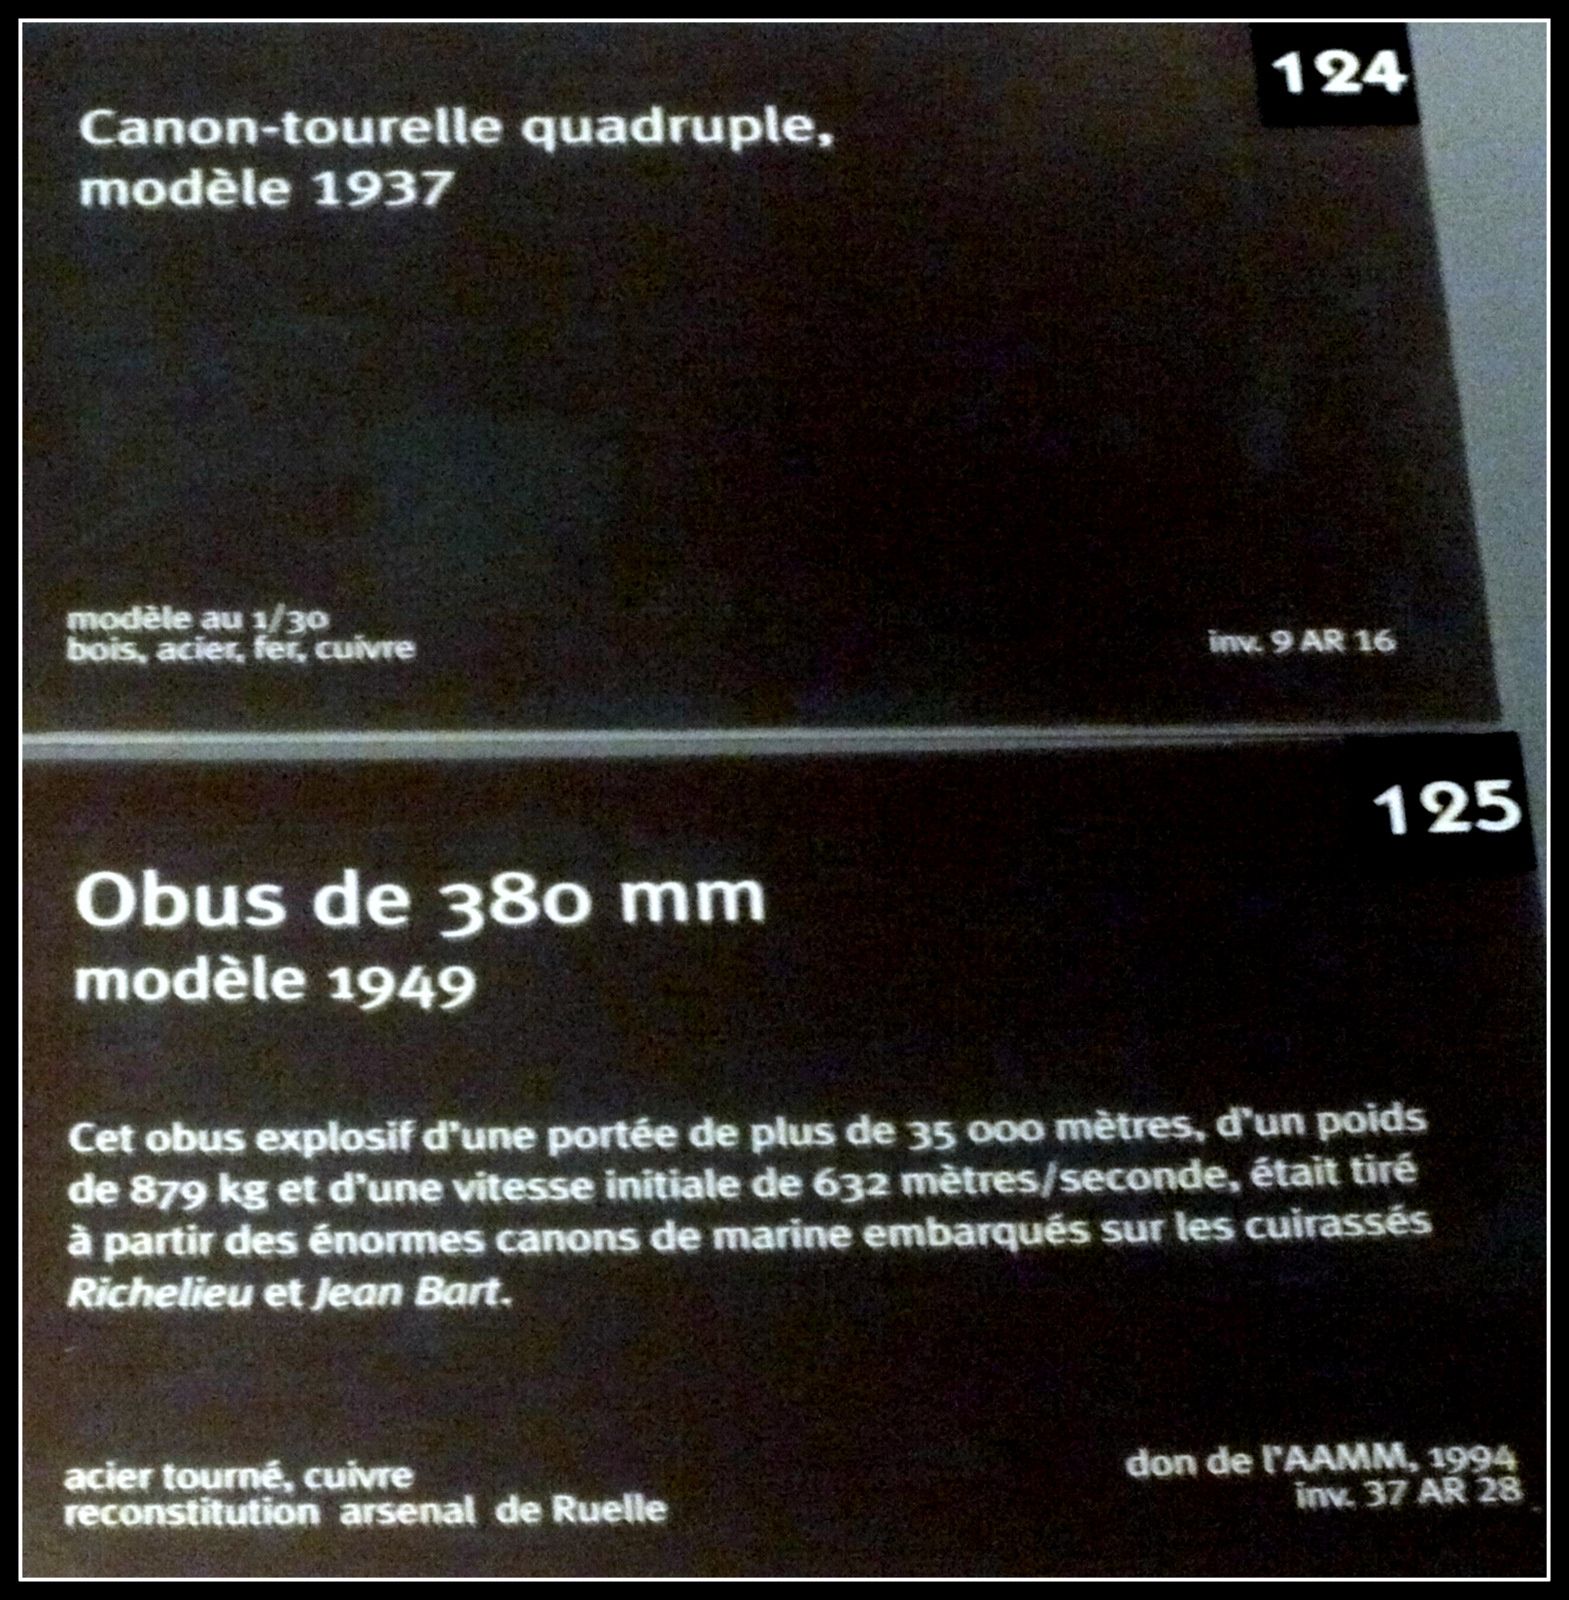 124
Canon-tourelle quadruple,
modèle 1937
modèle au 1/30
bois, acier, fer, cuivre
inv. 9 AR 16
125
Obus de 380 mm
modèle 1949
Cet obus explosif d'une portée de plus de 35 000 mètres, d'un poids
de 879 kg et d'une vitesse initiale de 632 mètres/seconde, était tiré
à partir des énormes canons de marine embarqués sur les cuirassés
Richelieu et Jean Bart.
acier tourné, cuivre
reconstitution arsenal de Ruelle
don de l'AAMM, 1994
inv. 37 AR 28